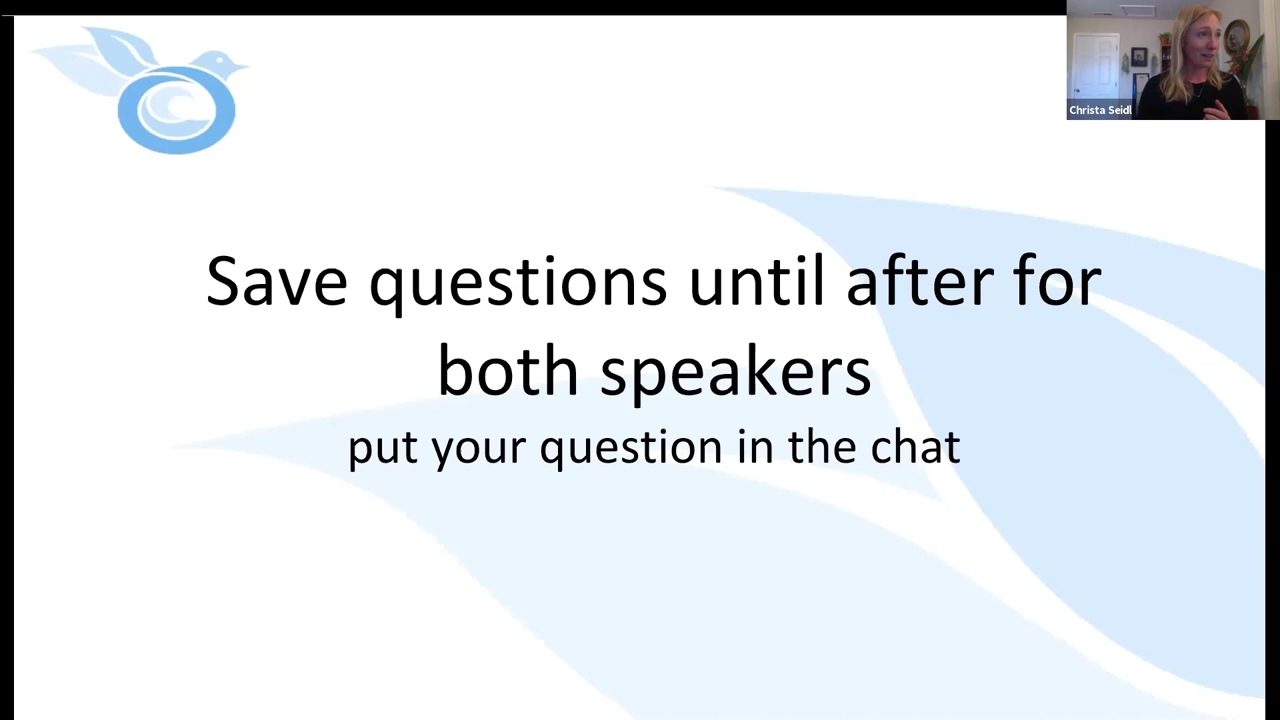 Christa Seidl
Save questions until after for
both speakers
put your question in the chat